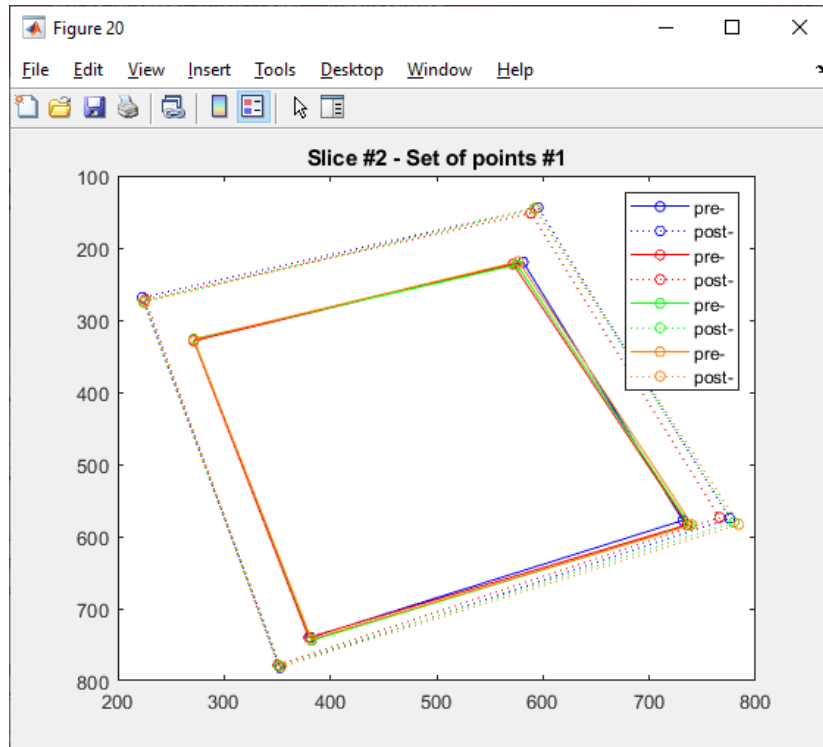 Figure 20
File Edit View Insert Tools Desktop Window Help
Slice #2 - Set of points #1
100
200
300
400
500
600
700
800
200 300 400 500 600 700 800
pre-
post-
pre-
post-
pre-
post-
pre-
post-